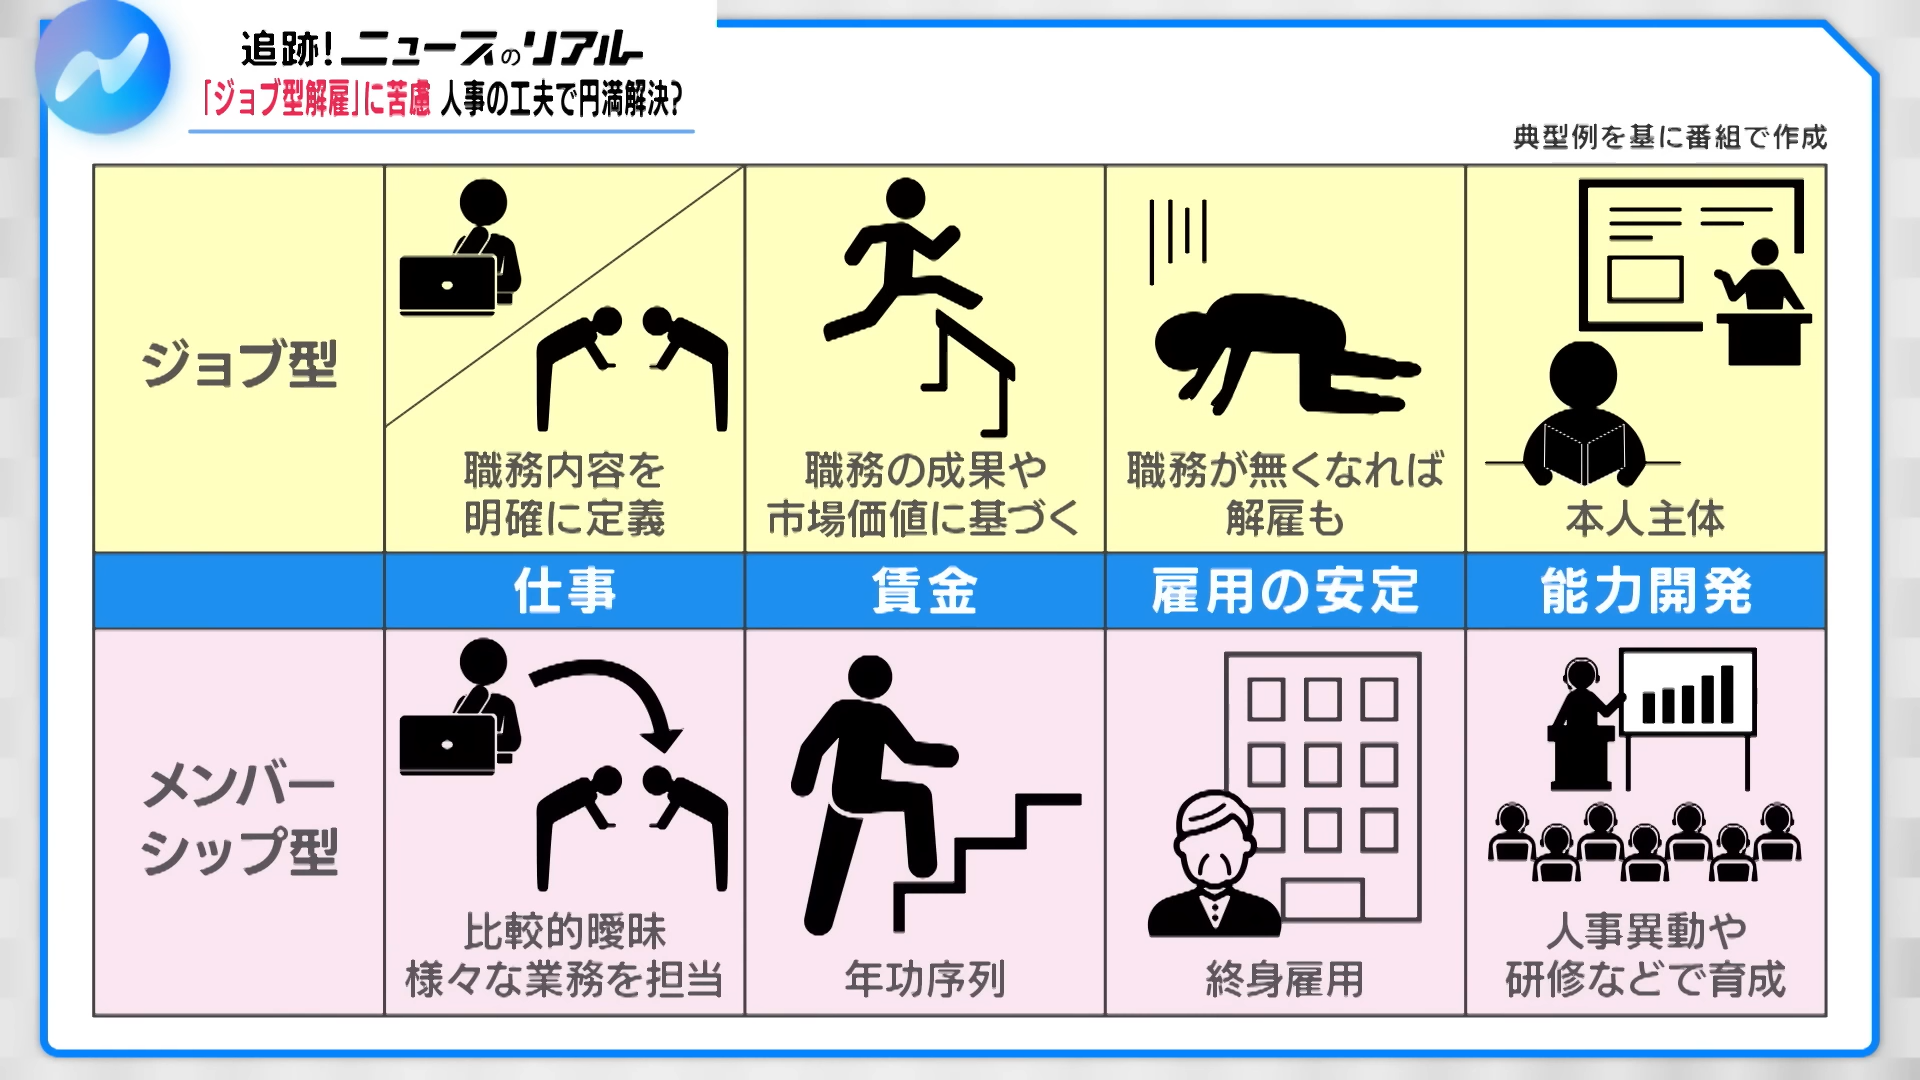 追跡!ニュースのリアル
「ジョブ型解雇」に苦慮 人事の工夫で円満解決?
典型例を基に番組で作成
ジョブ型
職務内容を
明確に定義
職務の成果や
市場価値に基づく
職務が無くなれば
解雇も
本人主体
仕事
賃金
雇用の安定
能力開発
メンバー
シップ型
比較的曖昧
様々な業務を担当
年功序列
終身雇用
人事異動や
研修などで育成